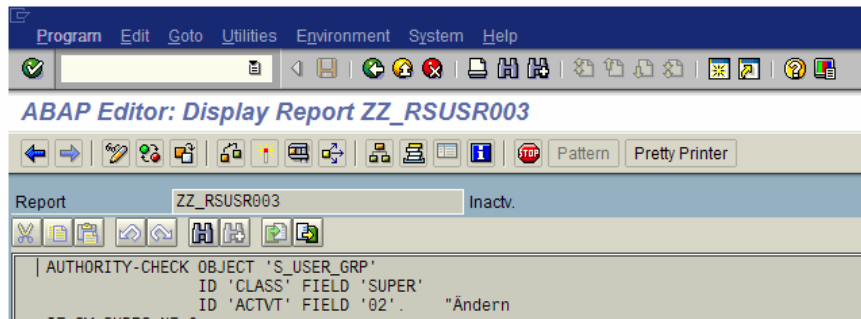 Program Edit Goto Utilities Environment System Help
ABAP Editor: Display Report ZZ_RSUSR003
STOP Pattern Pretty Printer
Report ZZ_RSUSR003 Inactv.
AUTHORITY-CHECK OBJECT 'S_USER_GRP'
ID 'CLASS' FIELD 'SUPER'
ID 'ACTVT' FIELD '02'. "Ändern